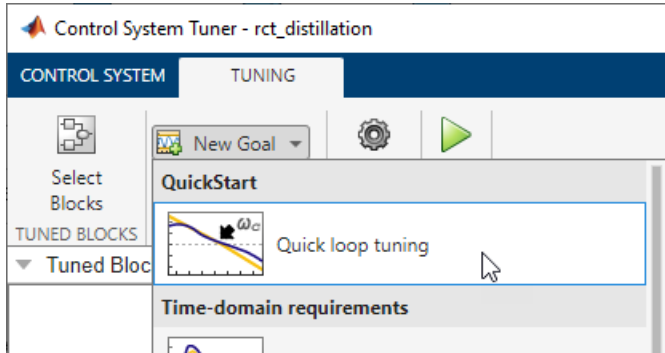 Control System Tuner - rct_distillation
CONTROL SYSTEM
TUNING
New Goal
Select
Blocks
TUNED BLOCKS
Tuned Bloc
QuickStart
ω_c
Quick loop tuning
Time-domain requirements